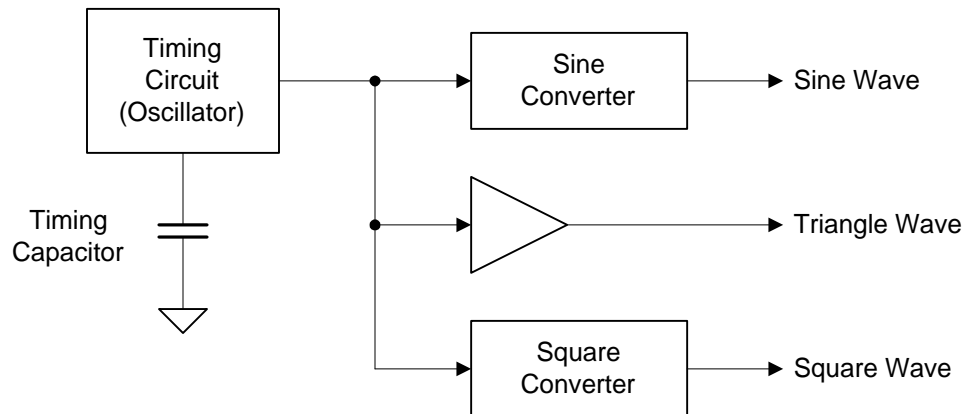 Timing
Circuit
(Oscillator)
Sine
Converter
Sine Wave
Timing
Capacitor
Triangle Wave
Square
Converter
Square Wave